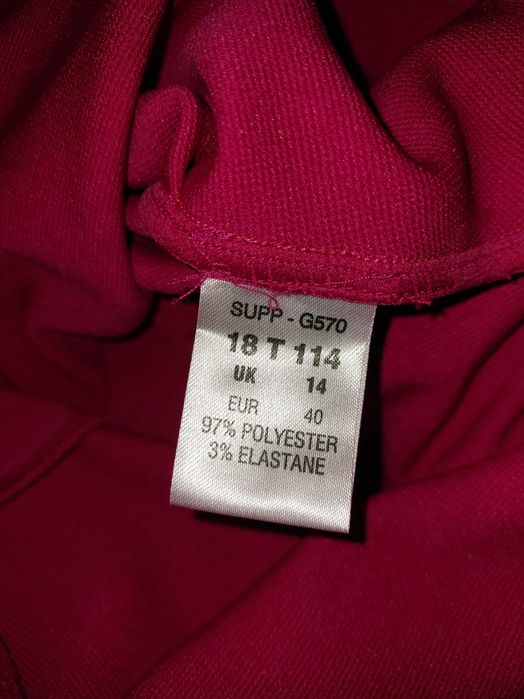 SUPP - G570
18 T 114
UK 14
EUR 40
97% POLYESTER
3% ELASTANE